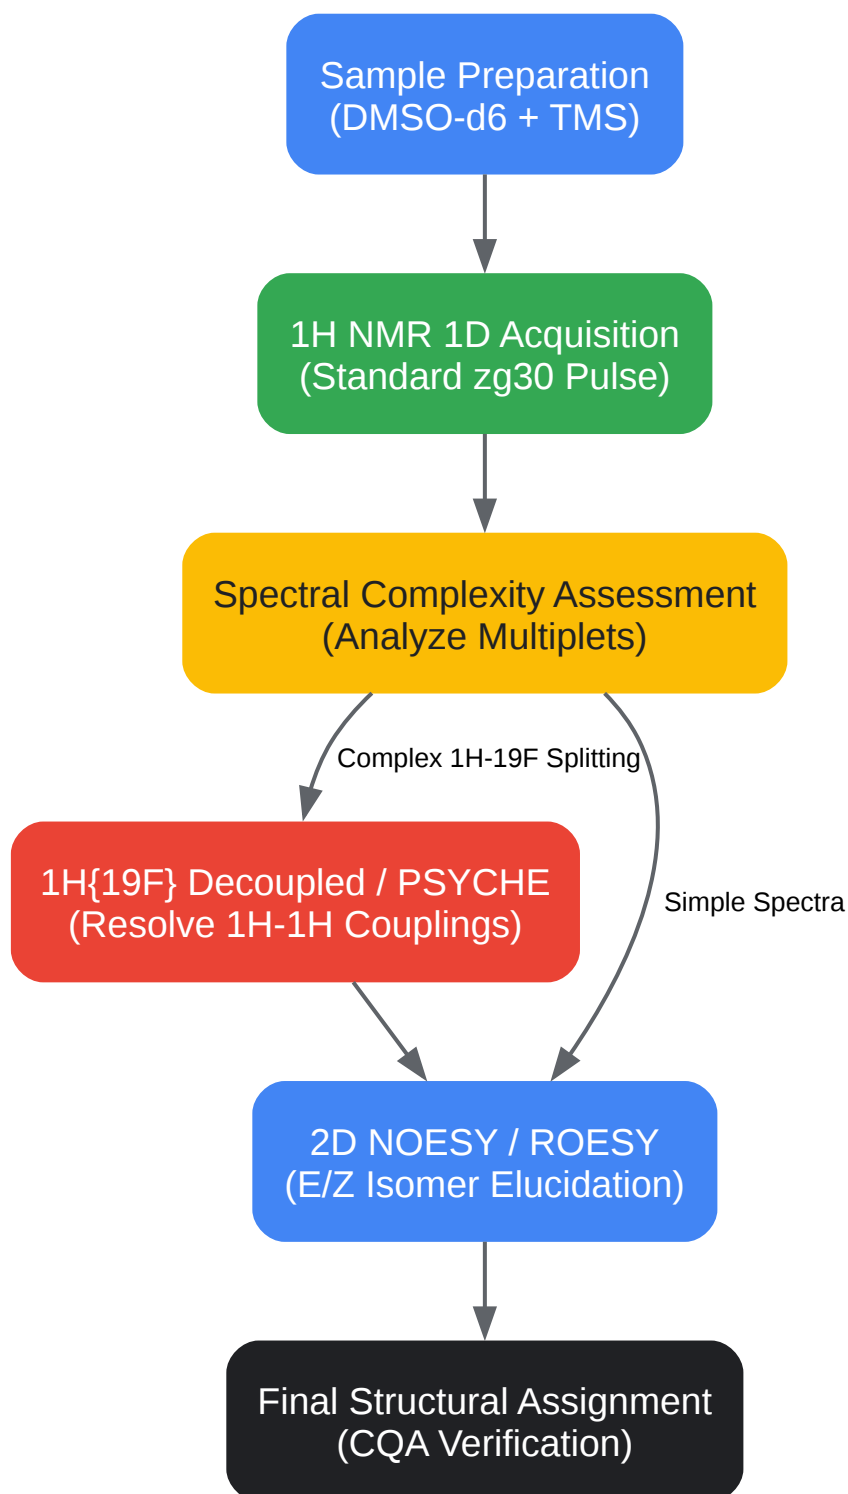 Sample Preparation
(DMSO-d6 + TMS)
1H NMR 1D Acquisition
(Standard zg30 Pulse)
Spectral Complexity Assessment
(Analyze Multiplets)
Complex 1H-19F Splitting
1H{19F} Decoupled / PSYCHE
(Resolve 1H-1H Couplings)
Simple Spectra
2D NOESY / ROESY
(E/Z Isomer Elucidation)
Final Structural Assignment
(CQA Verification)